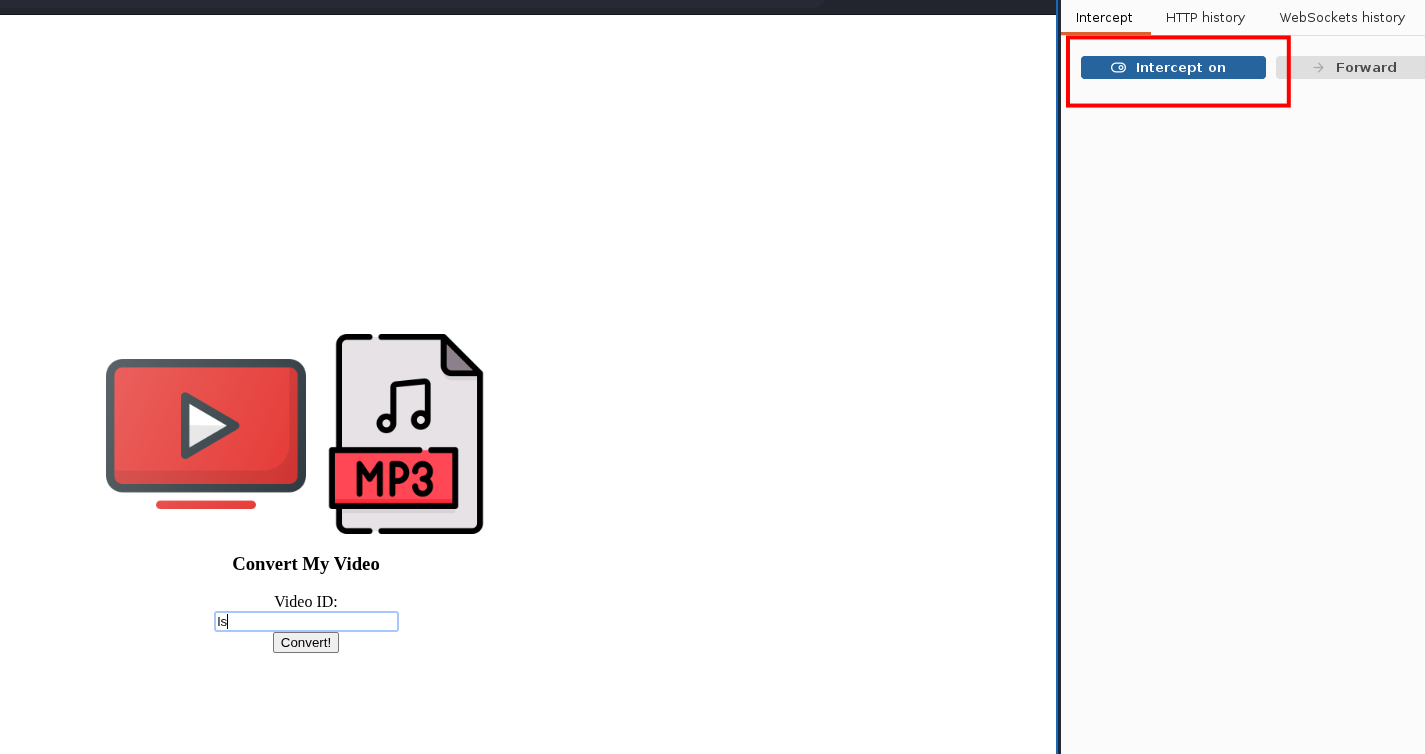 Intercept HTTP history WebSockets history
Intercept on Forward
MP3
Convert My Video
Video ID:
ls
Convert!